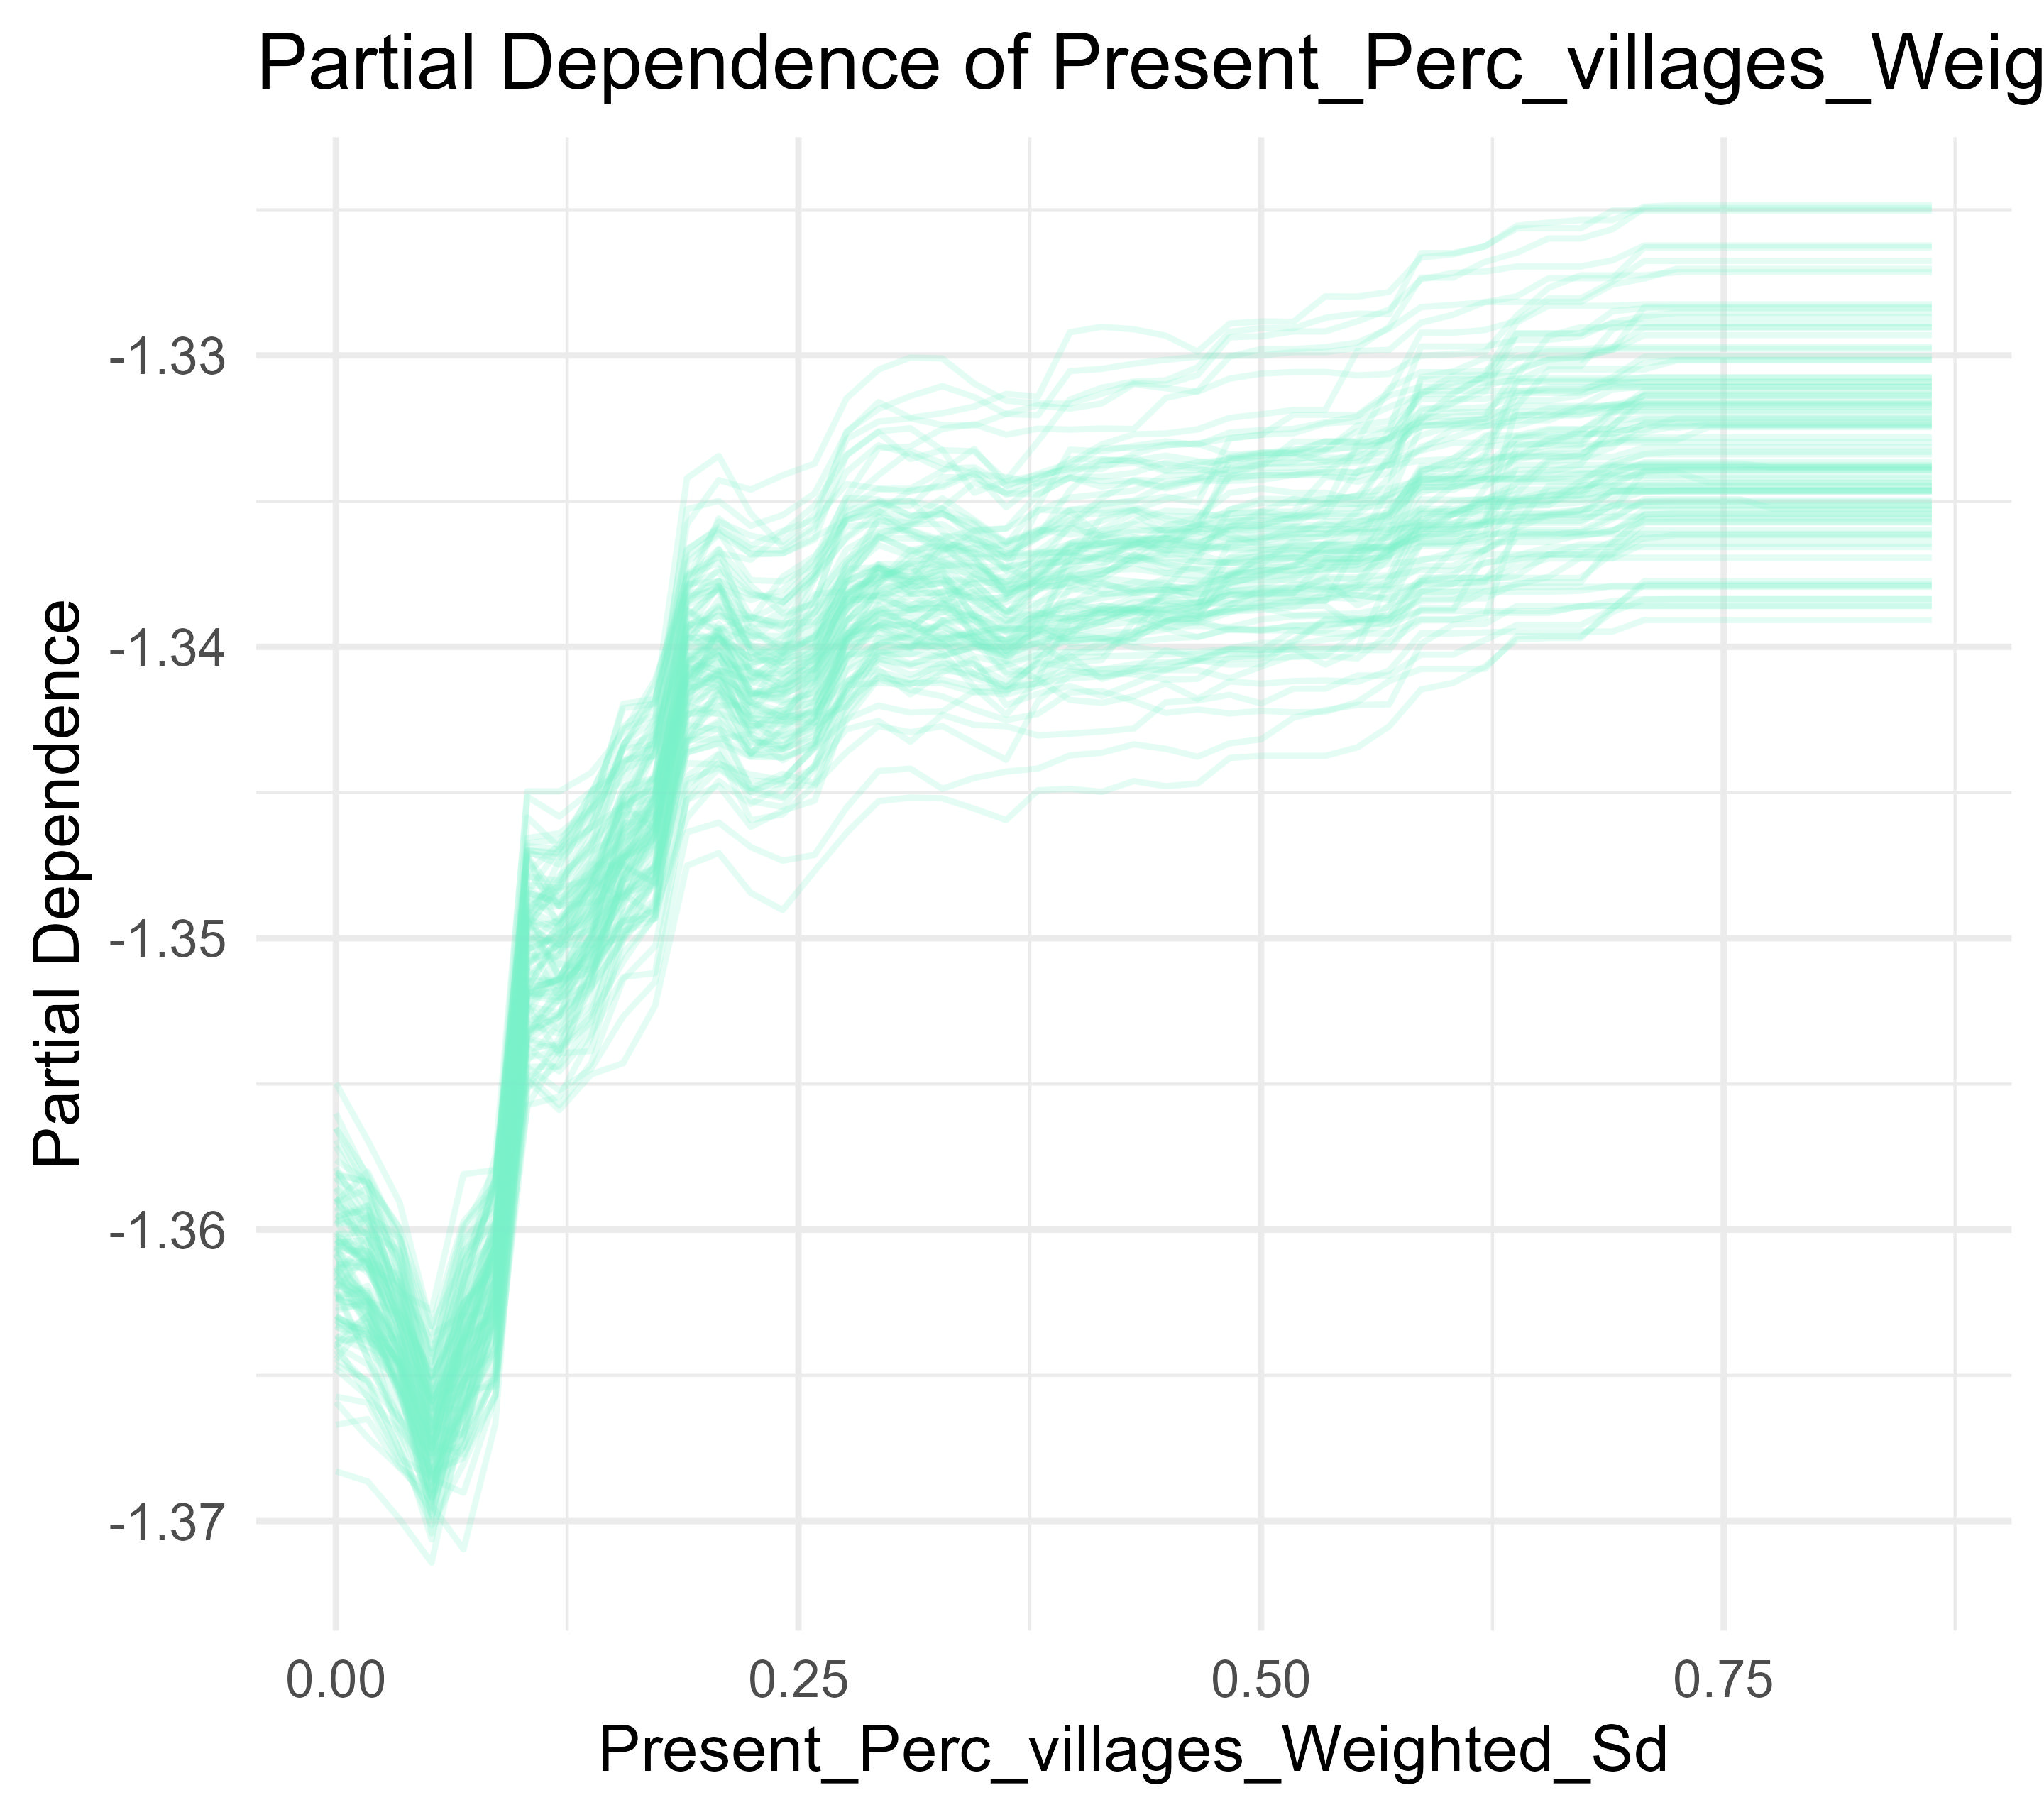 Partial Dependence of Present_Perc_villages_Weig
Partial Dependence
-1.33
-1.34
-1.35
-1.36
-1.37
0.00 0.25 0.50 0.75
Present_Perc_villages_Weighted_Sd